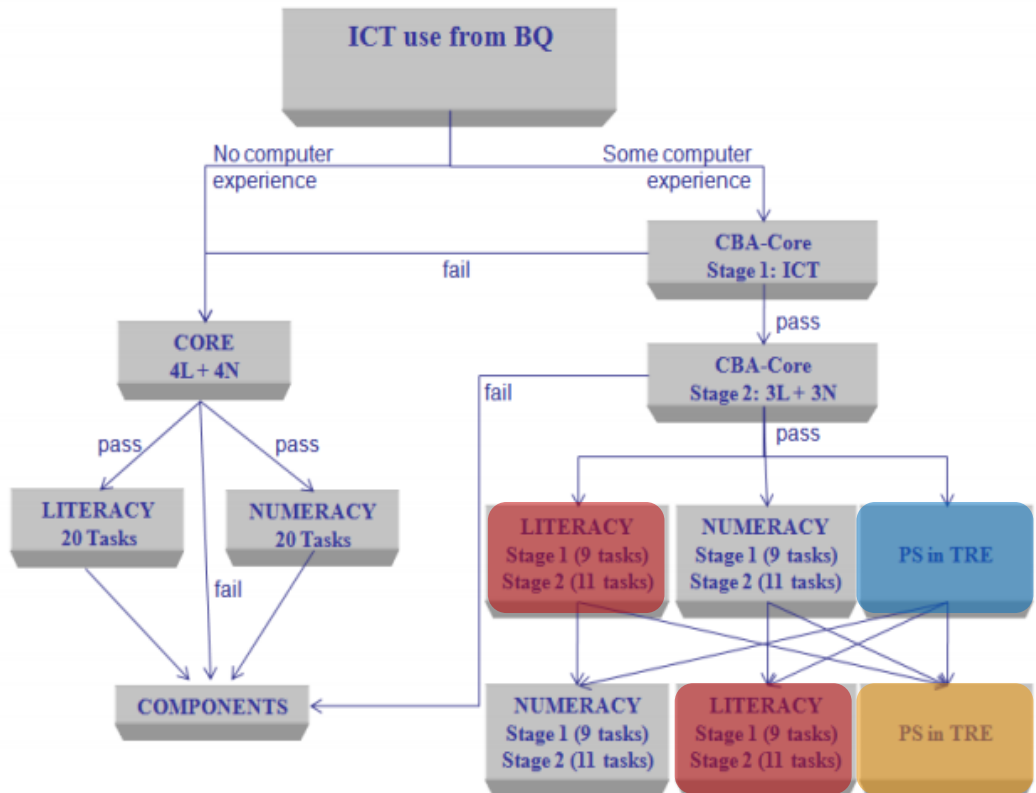 ICT use from BQ
No computer
experience
Some computer
experience
CBA-Core
Stage 1: ICT
fail
pass
CORE
4L + 4N
CBA-Core
Stage 2: 3L + 3N
fail
pass
pass
pass
LITERACY
20 Tasks
NUMERACY
20 Tasks
fail
LITERACY
Stage 1 (9 tasks)
Stage 2 (11 tasks)
NUMERACY
Stage 1 (9 tasks)
Stage 2 (11 tasks)
PS in TRE
COMPONENTS
NUMERACY
Stage 1 (9 tasks)
Stage 2 (11 tasks)
LITERACY
Stage 1 (9 tasks)
Stage 2 (11 tasks)
PS in TRE